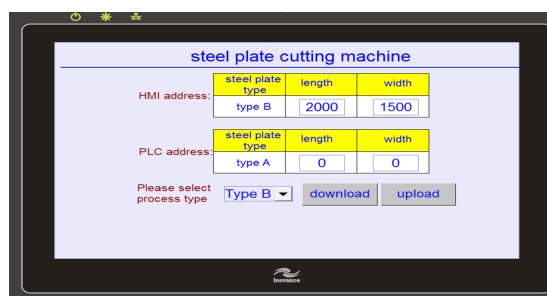 steel plate cutting machine
HMI address:
steel plate type
length
width
type B
2000
1500
PLC address:
steel plate type
length
width
type A
0
0
Please select
process type
Type B
download
upload
Inovance